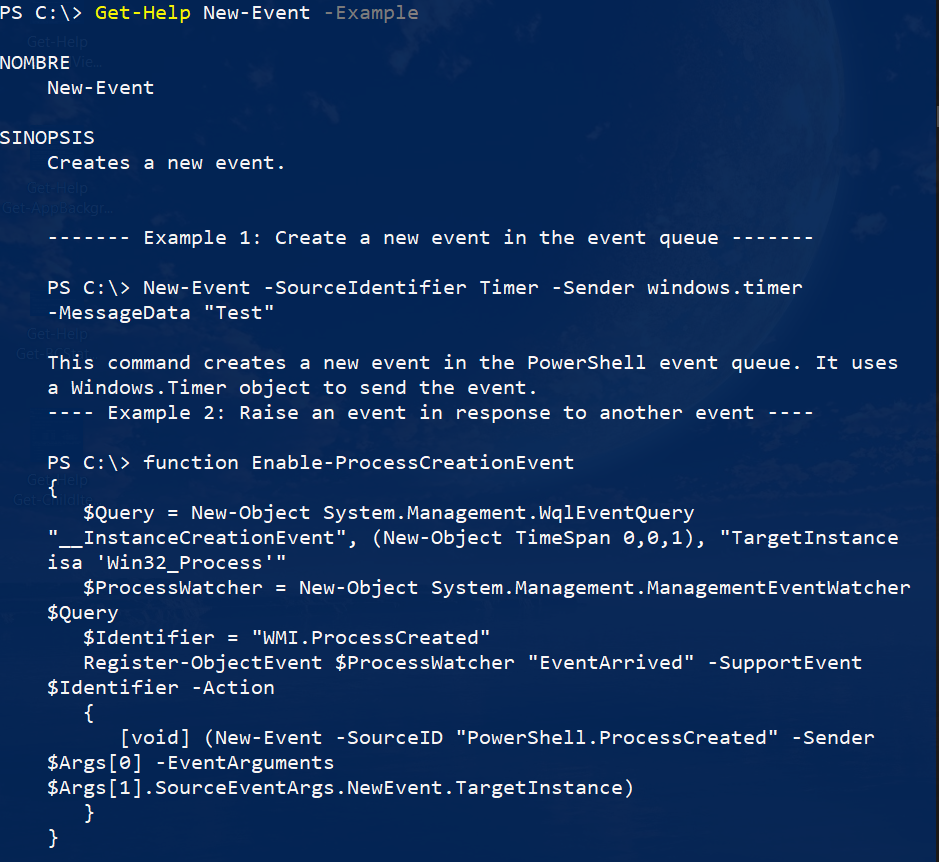 PS C:\> Get-Help New-Event -Example
NOMBRE
New-Event
SINOPSIS
Creates a new event.
------- Example 1: Create a new event in the event queue -------
PS C:\> New-Event -SourceIdentifier Timer -Sender windows.timer
-MessageData "Test"
This command creates a new event in the PowerShell event queue. It uses
a Windows.Timer object to send the event.
---- Example 2: Raise an event in response to another event ----
PS C:\> function Enable-ProcessCreationEvent
{
$Query = New-Object System.Management.WqlEventQuery
"__InstanceCreationEvent", (New-Object TimeSpan 0,0,1), "TargetInstance
isa 'Win32_Process'"
$ProcessWatcher = New-Object System.Management.ManagementEventWatcher
$Query
$Identifier = "WMI.ProcessCreated"
Register-ObjectEvent $ProcessWatcher "EventArrived" -SupportEvent
$Identifier -Action
{
[void] (New-Event -SourceID "PowerShell.ProcessCreated" -Sender
$Args[0] -EventArguments
$Args[1].SourceEventArgs.NewEvent.TargetInstance)
}
}